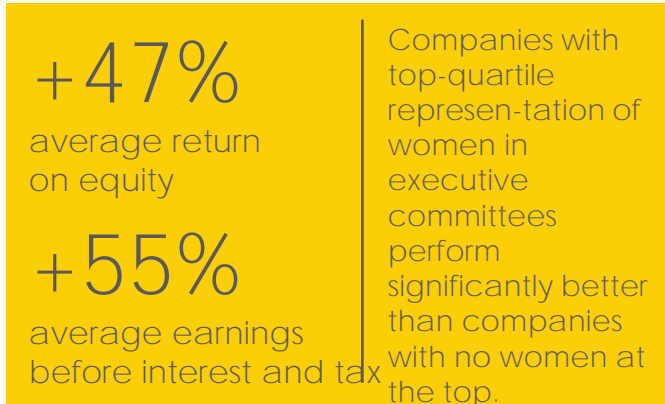 +47%
average return
on equity
+55%
average earnings
before interest and tax
Companies with
top-quartile
represen-tation of
women in
executive
committees
perform
significantly better
than companies
with no women at
the top.